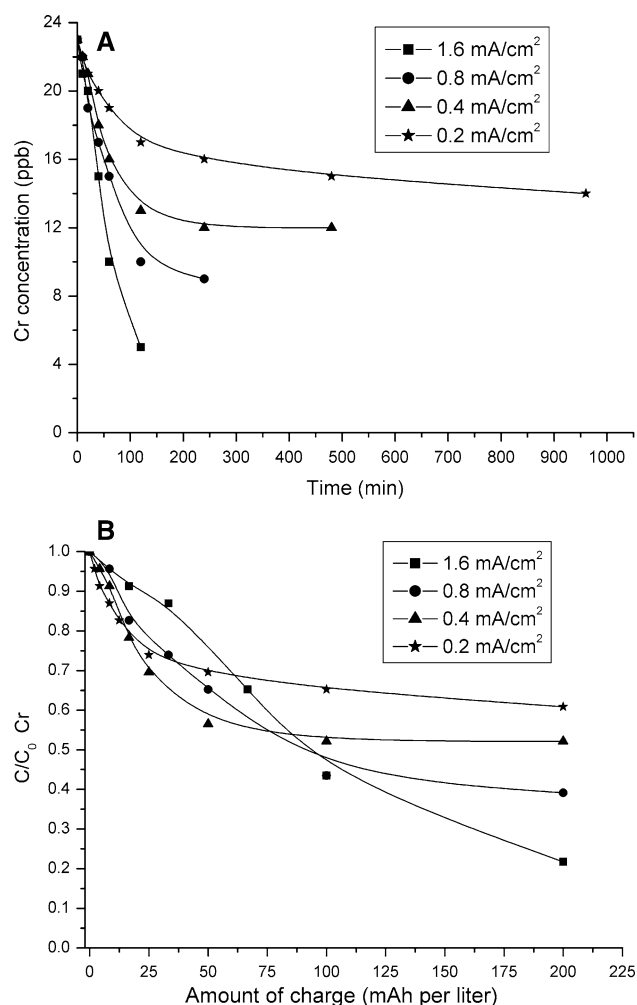 A
24
20
16
12
8
4
0
Cr concentration (ppb)
1.6 mA/cm²
0.8 mA/cm²
0.4 mA/cm²
0.2 mA/cm²
0 100 200 300 400 500 600 700 800 900 1000
Time (min)
B
1.0
0.9
0.8
0.7
0.6
0.5
0.4
0.3
0.2
0.1
0.0
C/C₀ Cr
1.6 mA/cm²
0.8 mA/cm²
0.4 mA/cm²
0.2 mA/cm²
0 25 50 75 100 125 150 175 200 225
Amount of charge (mAh per liter)